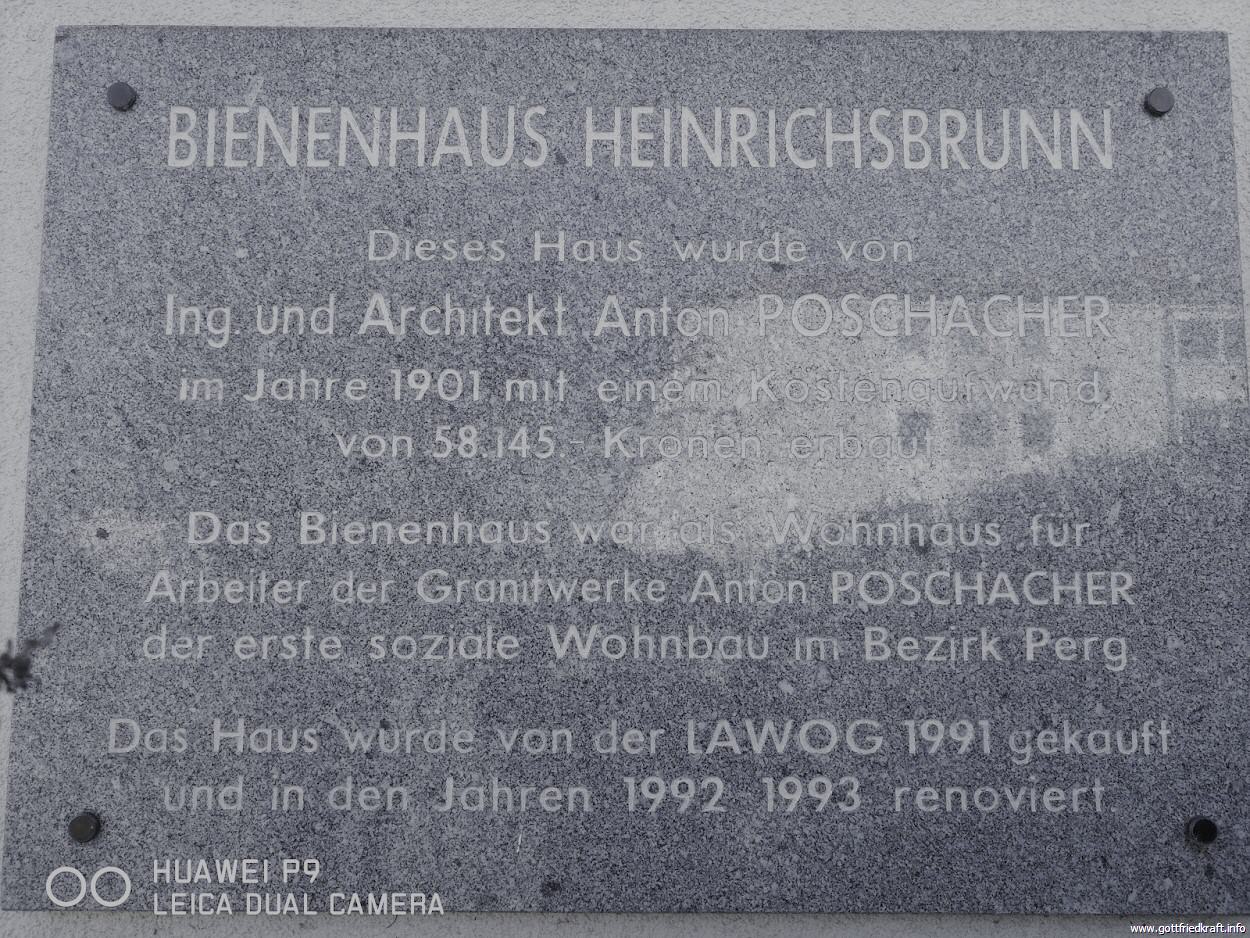 BIENENHAUS HEINRICHSBRUNN
Dieses Haus wurde von
Ing. und Architekt Anton POSCHACHER
im Jahre 1901 mit einem Kostenaufwand
von 58.145.- Kronen erbaut
Das Bienenhaus war als Wohnhaus für
Arbeiter der Granitwerke Anton POSCHACHER
der erste soziale Wohnbau im Bezirk Perg
Das Haus wurde von der LAWOG 1991 gekauft
und in den Jahren 1992 1993 renoviert.
HUAWEI P9
LEICA DUAL CAMERA
www.gottfriedkraft.info